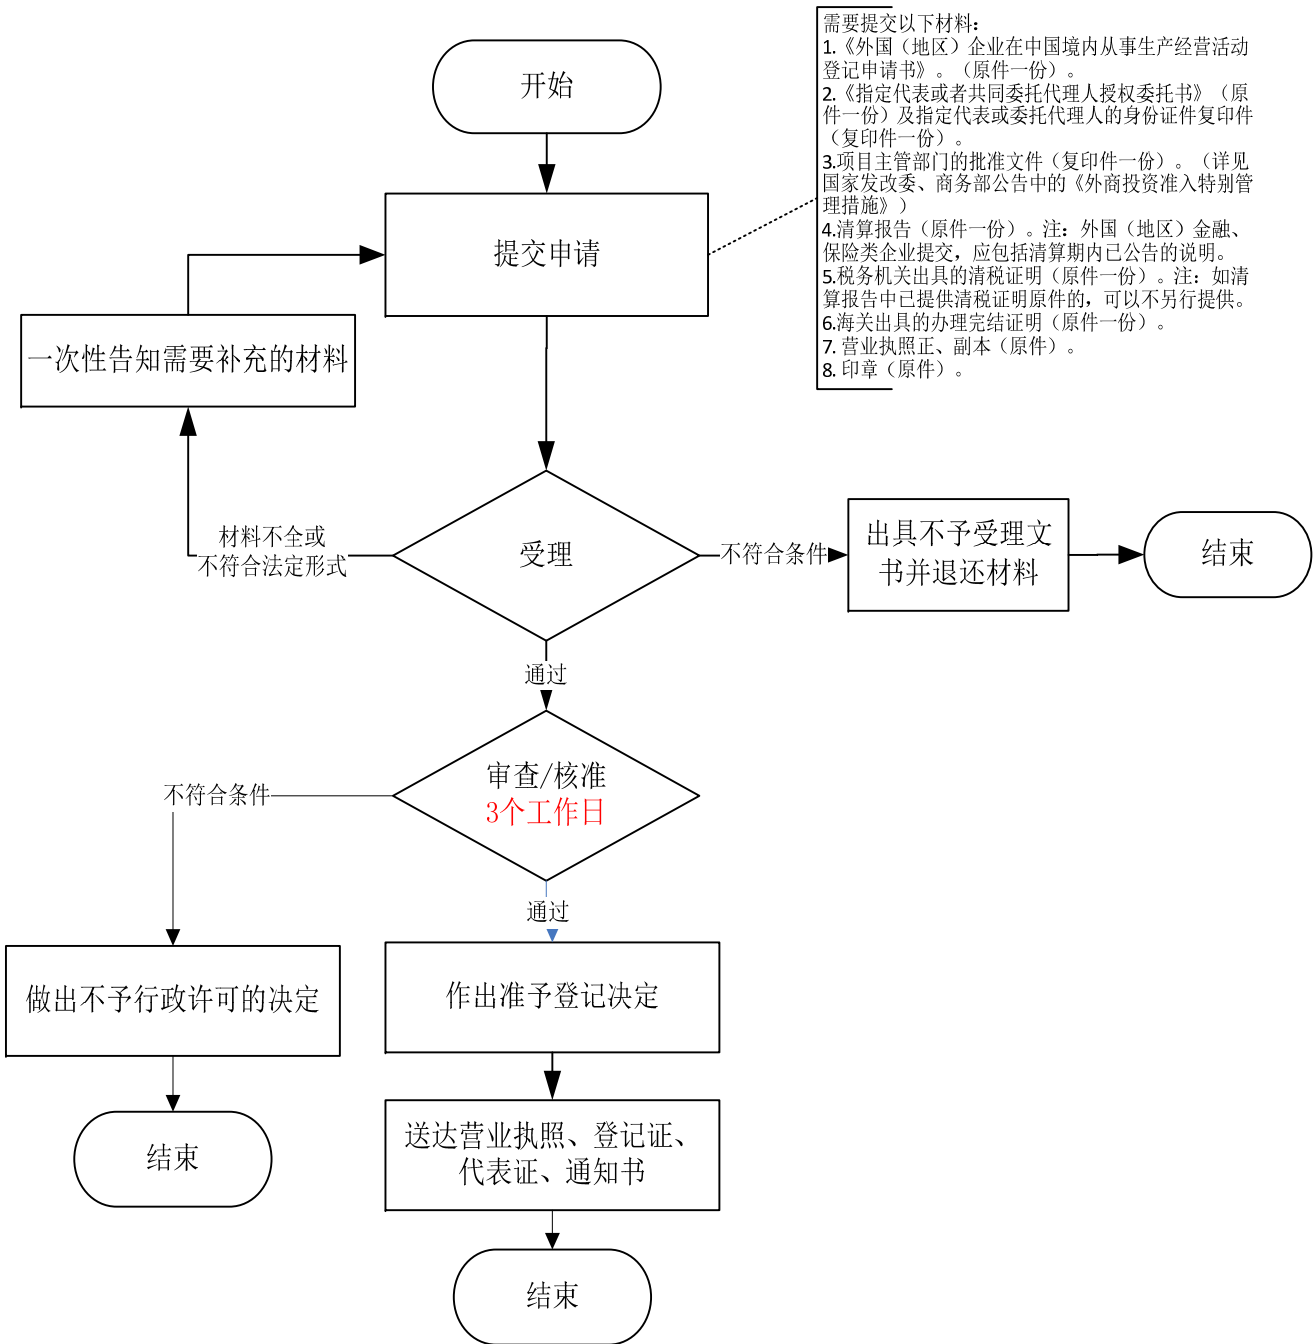 开始
需要提交以下材料：
1.《外国（地区）企业在中国境内从事生产经营活动
登记申请书》。（原件一份）。
2.《指定代表或者共同委托代理人授权委托书》（原
件一份）及指定代表或委托代理人的身份证件复印件
（复印件一份）。
3.项目主管部门的批准文件（复印件一份）。（详见
国家发改委、商务部公告中的《外商投资准入特别管
理措施》）
4.清算报告（原件一份）。注：外国（地区）金融、
保险类企业提交，应包括清算期内已公告的说明。
5.税务机关出具的清税证明（原件一份）。注：如清
算报告中已提供清税证明原件的，可以不另行提供。
6.海关出具的办理完结证明（原件一份）。
7. 营业执照正、副本（原件）。
8. 印章（原件）。
提交申请
一次性告知需要补充的材料
材料不全或
不符合法定形式
受理
不符合条件
出具不予受理文
书并退还材料
结束
通过
审查/核准
3个工作日
不符合条件
通过
做出不予行政许可的决定
作出准予登记决定
结束
送达营业执照、登记证、
代表证、通知书
结束